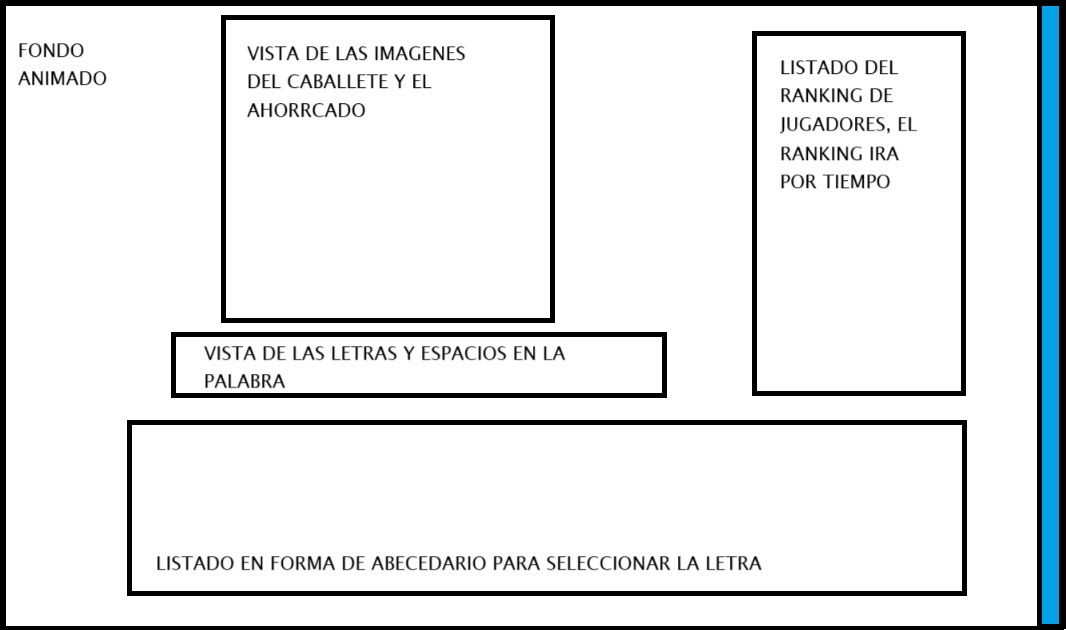 FONDO
ANIMADO
VISTA DE LAS IMAGENES
DEL CABALLETE Y EL
AHORRCADO
LISTADO DEL
RANKING DE
JUGADORES, EL
RANKING IRA
POR TIEMPO
VISTA DE LAS LETRAS Y ESPACIOS EN LA
PALABRA
LISTADO EN FORMA DE ABECEDARIO PARA SELECCIONAR LA LETRA